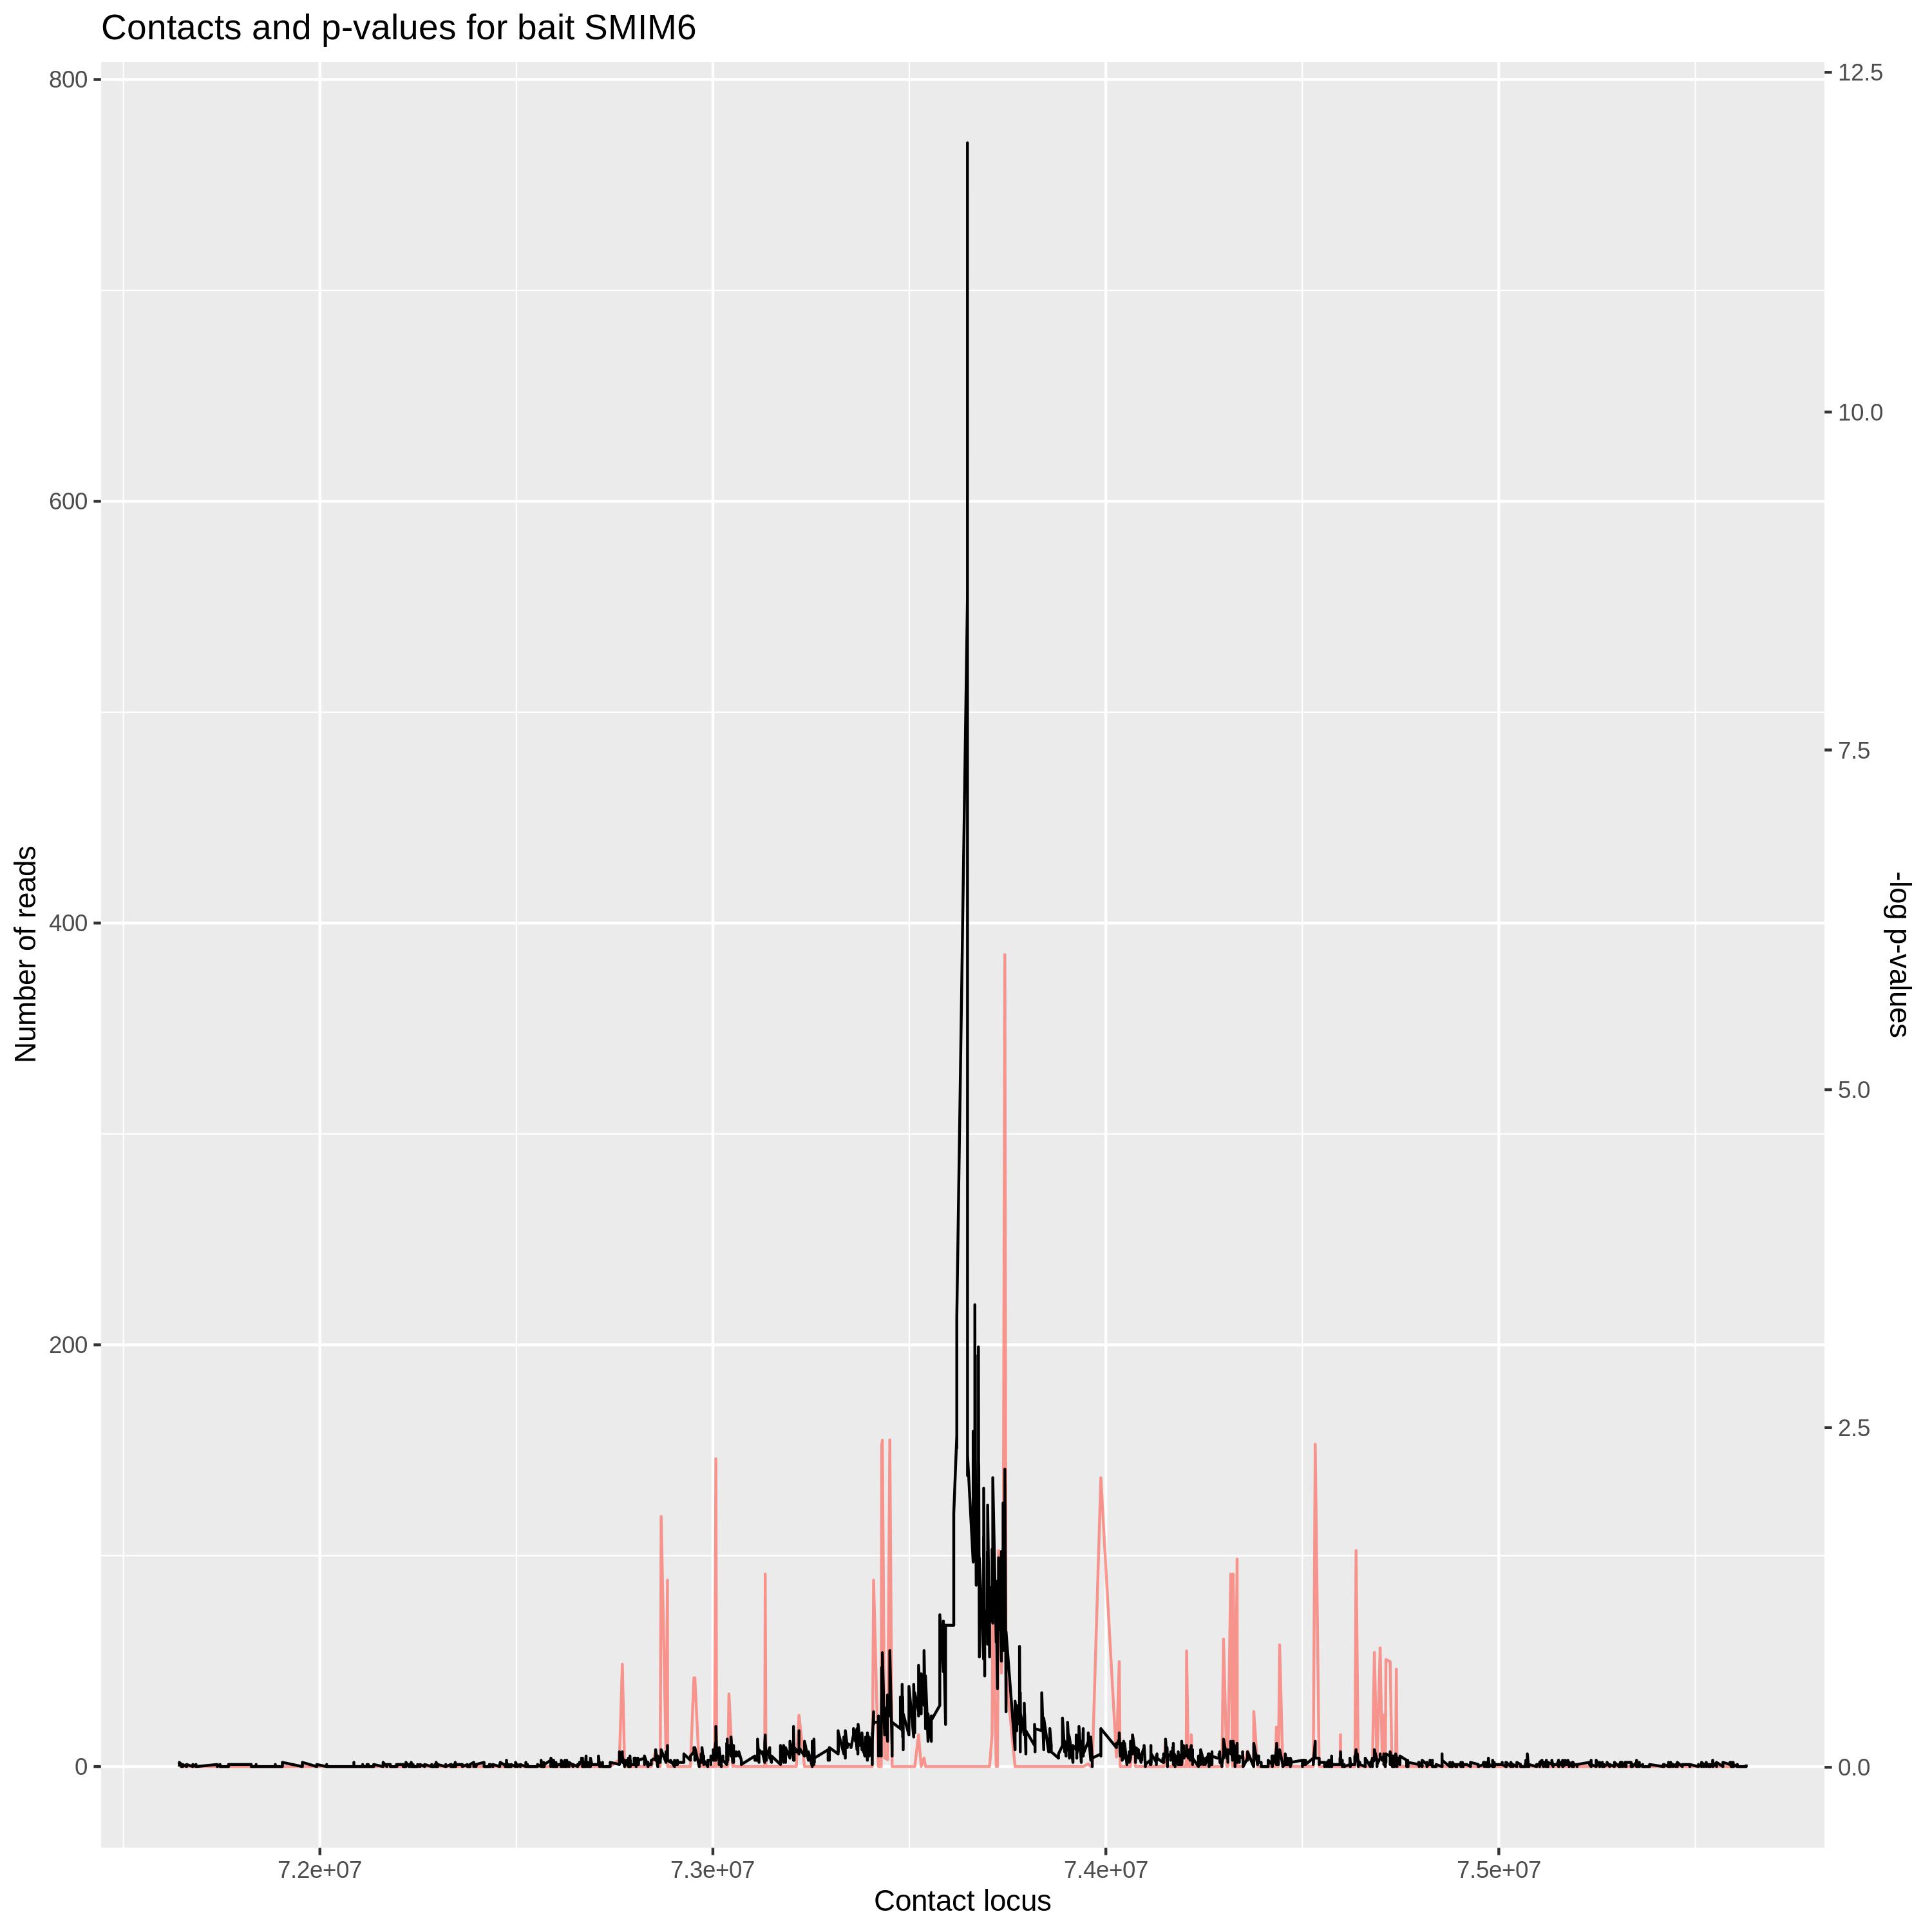 Contacts and p-values for bait SMIM6
800
600
400
200
0
Number of reads
12.5
10.0
7.5
5.0
2.5
0.0
-log p-values
7.2e+07
7.3e+07
7.4e+07
7.5e+07
Contact locus